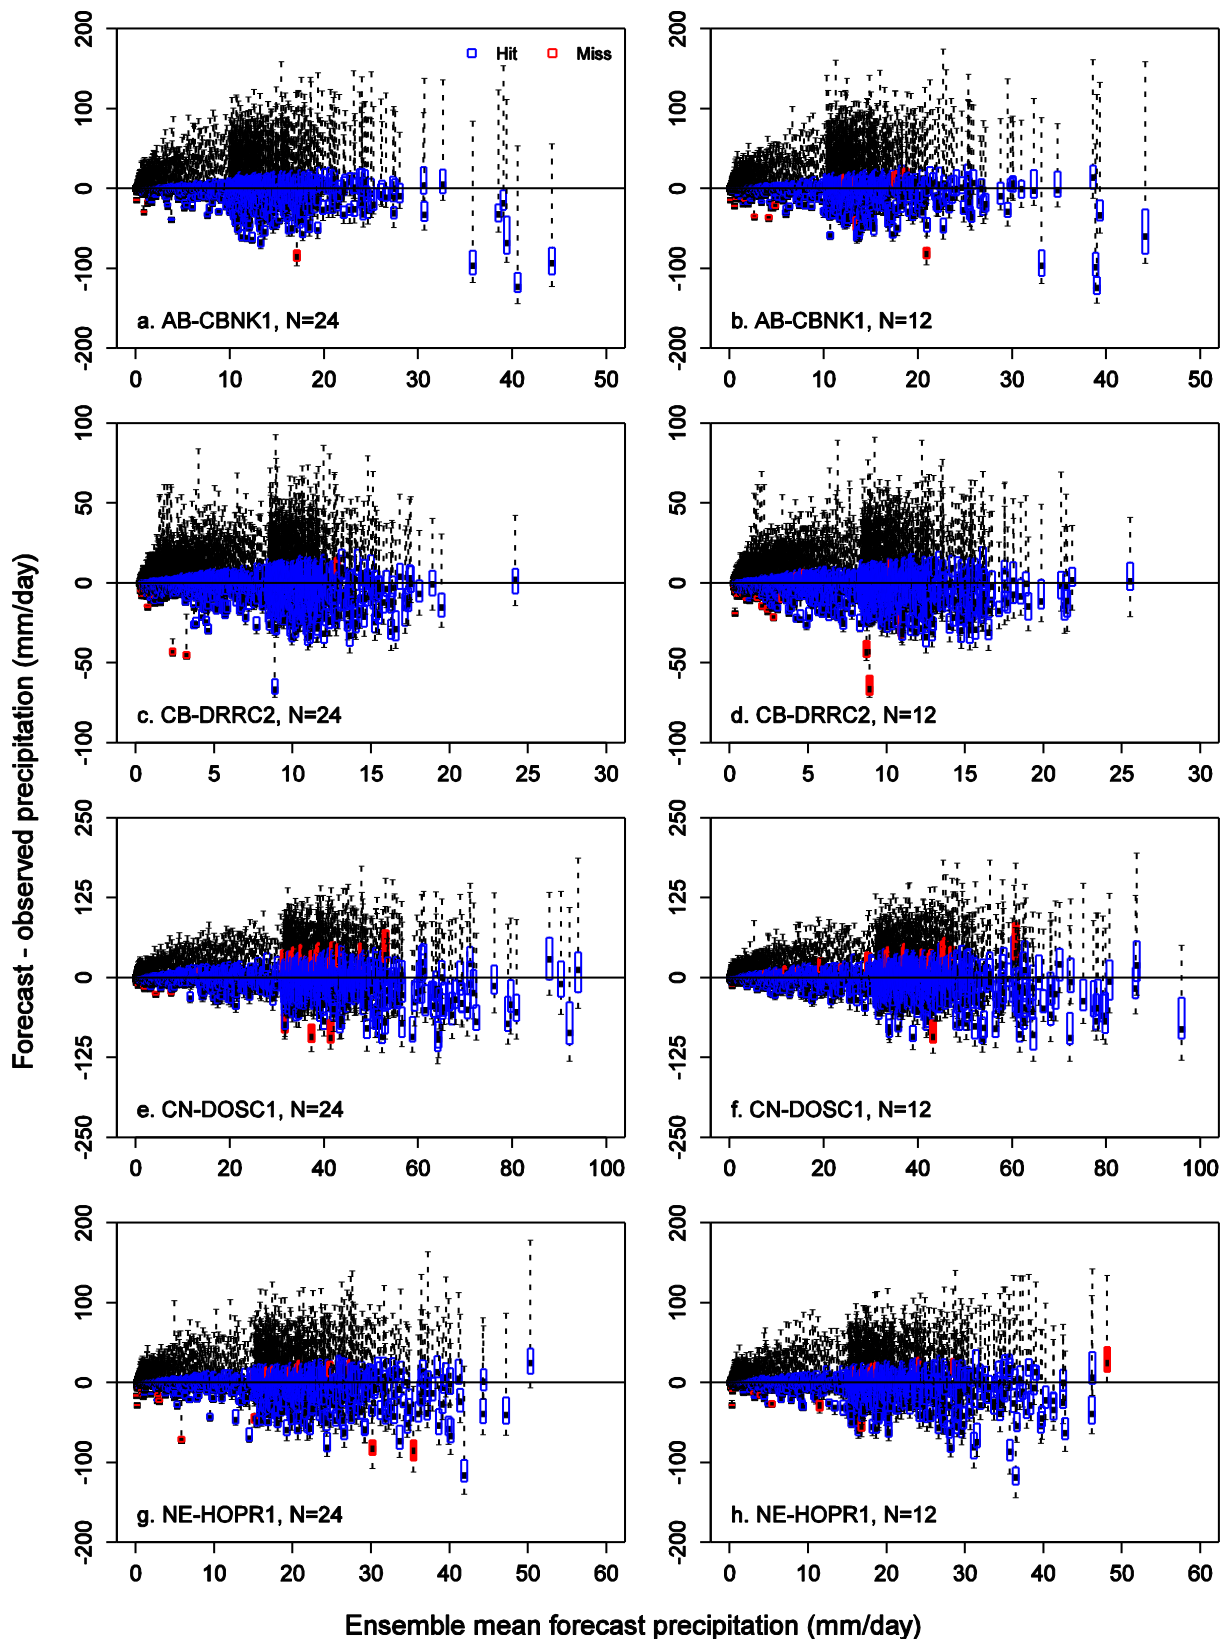 Hit Miss
200
100
0
-100
-200
a. AB-CBNK1, N=24
0 10 20 30 40 50
200
100
0
-100
-200
b. AB-CBNK1, N=12
0 10 20 30 40 50
100
50
0
-50
-100
c. CB-DRRC2, N=24
0 5 10 15 20 25 30
100
50
0
-50
-100
d. CB-DRRC2, N=12
0 5 10 15 20 25 30
250
125
0
-125
-250
e. CN-DOSC1, N=24
0 20 40 60 80 100
250
125
0
-125
-250
f. CN-DOSC1, N=12
0 20 40 60 80 100
200
100
0
-100
-200
g. NE-HOPR1, N=24
0 10 20 30 40 50 60
200
100
0
-100
-200
h. NE-HOPR1, N=12
0 10 20 30 40 50 60
Forecast - observed precipitation (mm/day)
Ensemble mean forecast precipitation (mm/day)